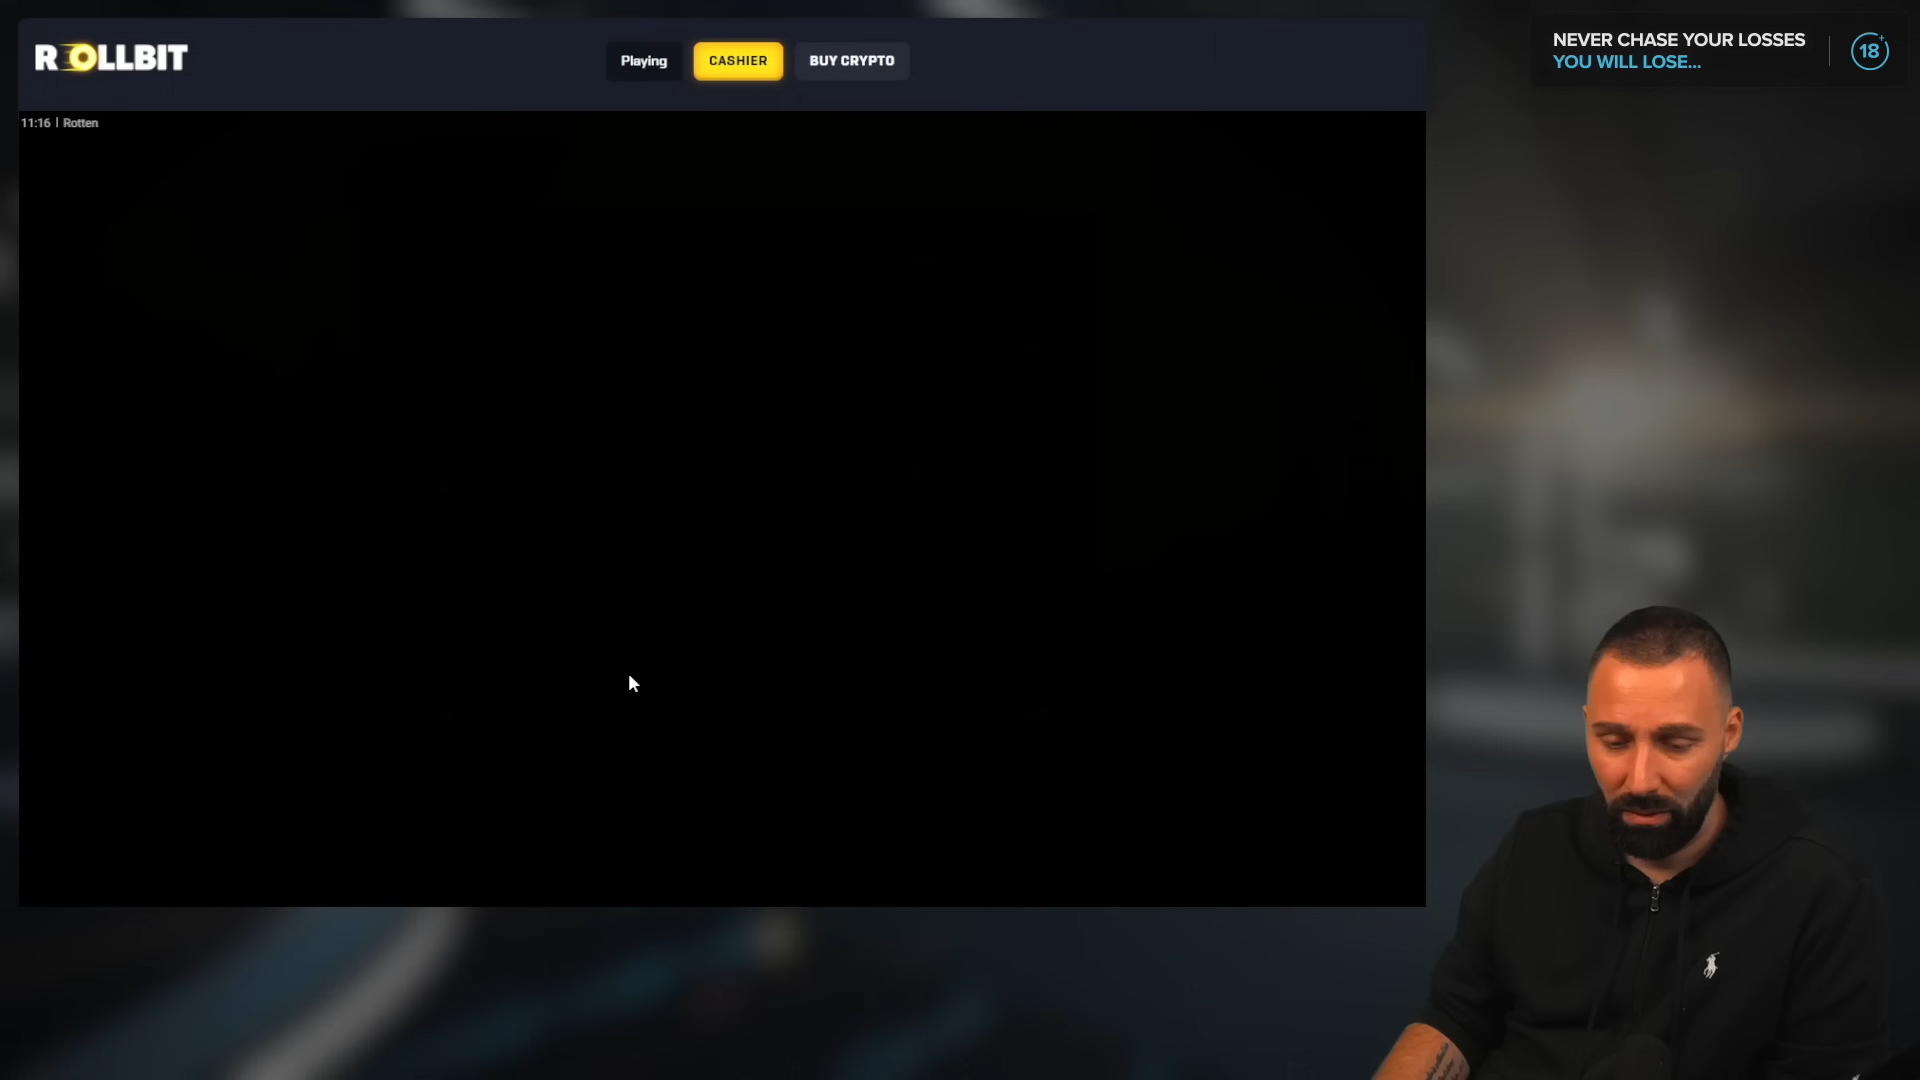 ROLLBIT
Playing
CASHIER
BUY CRYPTO
NEVER CHASE YOUR LOSSES
YOU WILL LOSE...
18+
11:16 | Rotten